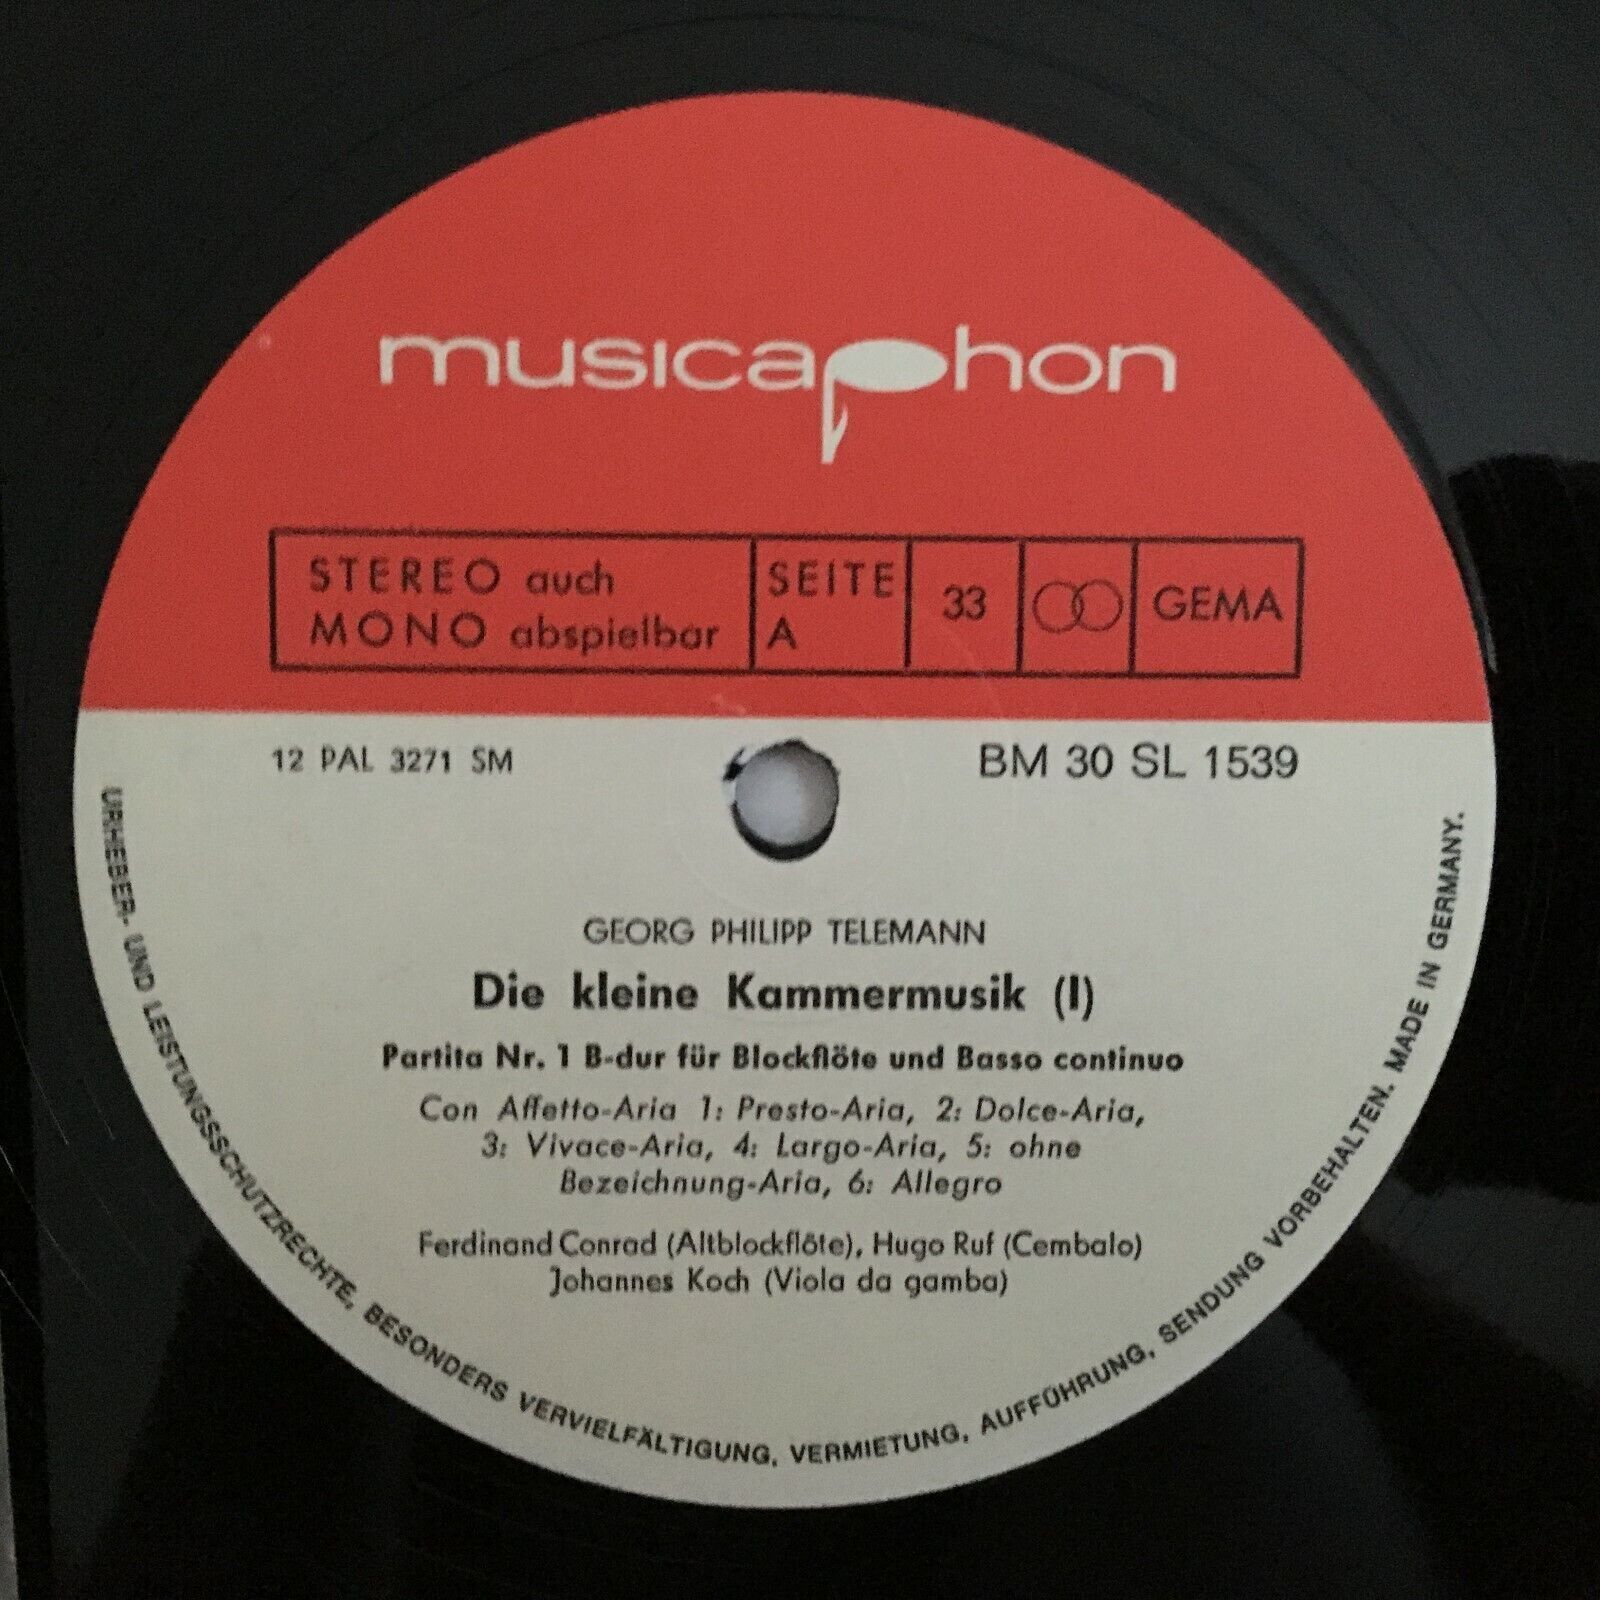 musicaphon
STEREO auch
MONO abspielbar
SEITE
A
33
GEMA
12 PAL 3271 SM
BM 30 SL 1539
GEORG PHILIPP TELEMANN
Die kleine Kammermusik (I)
Partita Nr. 1 B-dur für Blockflöte und Basso continuo
Con Affetto-Aria 1: Presto-Aria, 2: Dolce-Aria,
3: Vivace-Aria, 4: Largo-Aria, 5: ohne
Bezeichnung-Aria, 6: Allegro
Ferdinand Conrad (Altblockflöte), Hugo Ruf (Cembalo)
Johannes Koch (Viola da gamba)
URHEBER- UND LEISTUNGSSCHUTZRECHTE, BESONDERS VERVIELFÄLTIGUNG, VERMIETUNG, AUFFÜHRUNG, SENDUNG VORBEHALTEN. MADE IN GERMANY.